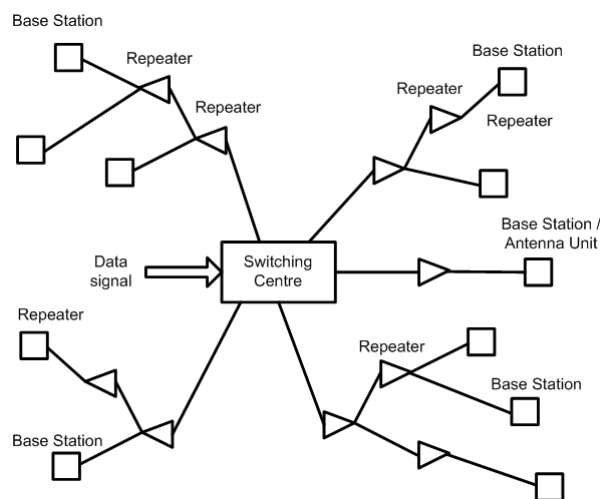 Base Station
Repeater
Repeater
Base Station
Repeater
Repeater
Base Station /
Antenna Unit
Data
signal
Switching
Centre
Repeater
Base Station
Repeater
Base Station